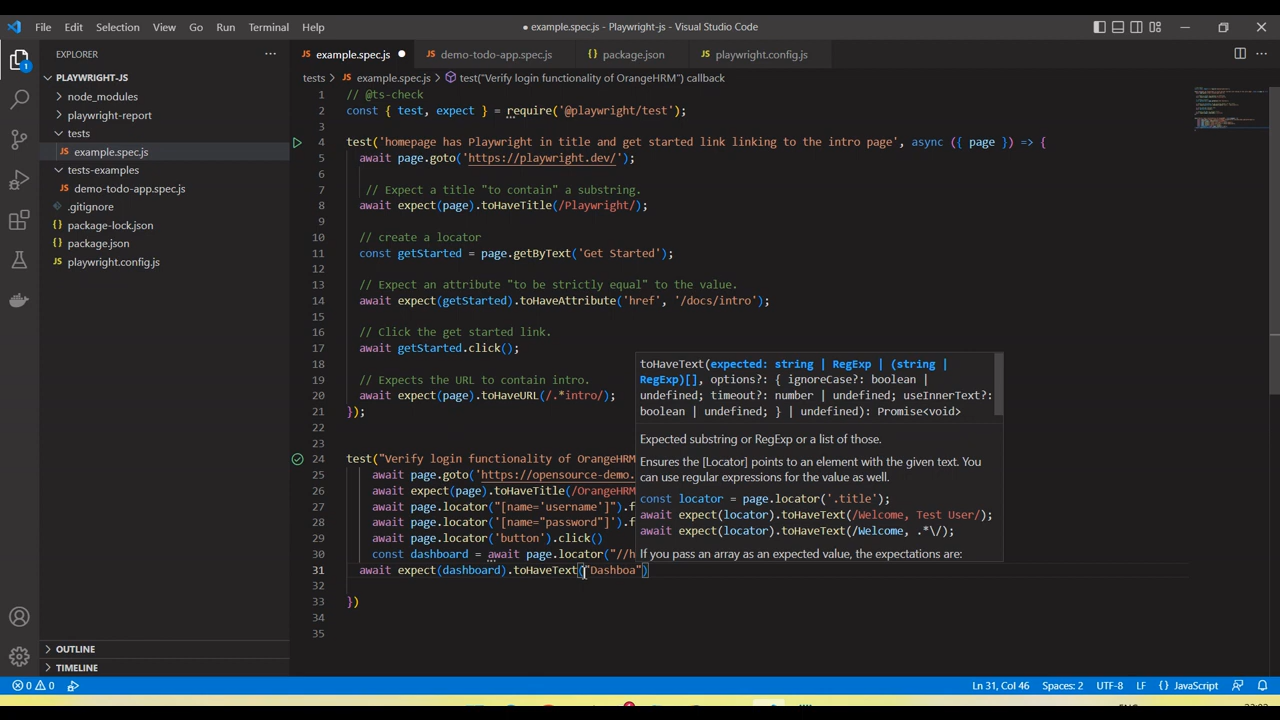 File Edit Selection View Go Run Terminal Help
● example.spec.js - Playwright-js - Visual Studio Code
EXPLORER
example.spec.js
demo-todo-app.spec.js
package.json
playwright.config.js
tests > example.spec.js > test("Verify login functionality of OrangeHRM") callback
PLAYWRIGHT-JS
node_modules
playwright-report
tests
example.spec.js
tests-examples
demo-todo-app.spec.js
.gitignore
package-lock.json
package.json
playwright.config.js
OUTLINE
TIMELINE
1
1 // @ts-check
2 const { test, expect } = require('@playwright/test');
3
4 test('homepage has Playwright in title and get started link linking to the intro page', async ({ page }) => {
5 await page.goto('https://playwright.dev/');
6
7 // Expect a title "to contain" a substring.
8 await expect(page).toHaveTitle(/Playwright/);
9
10 // create a locator
11 const getStarted = page.getByText('Get Started');
12
13 // Expect an attribute "to be strictly equal" to the value.
14 await expect(getStarted).toHaveAttribute('href', '/docs/intro');
15
16 // Click the get started link.
17 await getStarted.click();
18
19 // Expects the URL to contain intro.
20 await expect(page).toHaveURL(/.*intro/);
21 });
22
23
24 test("Verify login functionality of OrangeHRM
25 await page.goto('https://opensource-demo.
26 await expect(page).toHaveTitle(/OrangeHRM
27 await page.locator("[name='username']").f
28 await page.locator('[name="password"]').f
29 await page.locator('button').click()
30 const dashboard = await page.locator("//h
31 await expect(dashboard).toHaveText("Dashboa")
32
33 })
34
35
toHaveText(expected: string | RegExp | (string |
RegExp)[], options?: { ignoreCase?: boolean |
undefined; timeout?: number | undefined; useInnerText?:
boolean | undefined; } | undefined): Promise<void>
Expected substring or RegExp or a list of those.
Ensures the [Locator] points to an element with the given text. You
can use regular expressions for the value as well.
const locator = page.locator('.title');
await expect(locator).toHaveText(/Welcome, Test User/);
await expect(locator).toHaveText(/Welcome, .*\/);
If you pass an array as an expected value, the expectations are:
0 0 Ln 31, Col 46 Spaces: 2 UTF-8 LF {} JavaScript